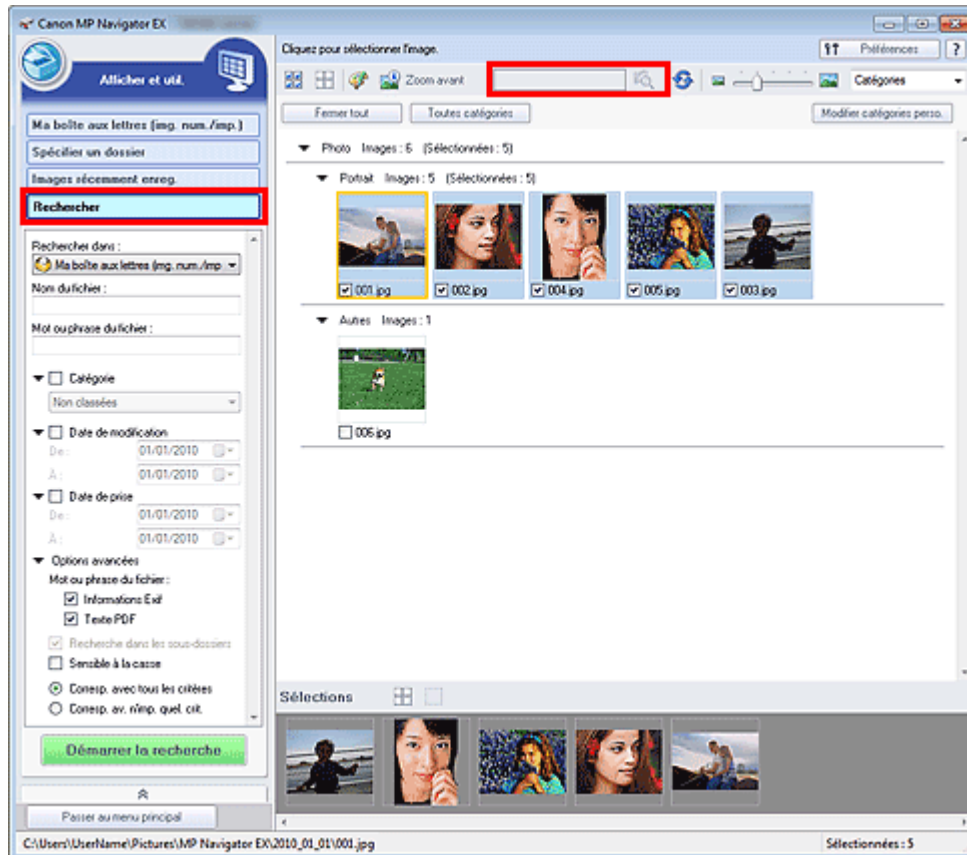 Canon MP Navigator EX
Cliquez pour sélectionner l'image.
Préférences
?
Afficher et util.
Zoom avant
Catégories
Fermer tout
Toutes catégories
Modifier catégories perso.
Ma boîte aux lettres (img. num./imp.)
Spécifier un dossier
Images récemment enreg.
Rechercher
Rechercher dans :
Ma boîte aux lettres (img. num./imp
Nom du fichier :
Mot ou phrase du fichier :
Catégorie
Non classées
Date de modification
De : 01/01/2010
À : 01/01/2010
Date de prise
De : 01/01/2010
À : 01/01/2010
Options avancées
Mot ou phrase du fichier :
Informations Exif
Texte PDF
Recherche dans les sous-dossiers
Sensible à la casse
Corresp. avec tous les critères
Corresp. av. n'imp. quel. crit.
Démarrer la recherche
Passer au menu principal
Photo Images : 6 (Sélectionnées : 5)
Portrait Images : 5 (Sélectionnées : 5)
001.jpg 002.jpg 004.jpg 005.jpg 003.jpg
Autres Images : 1
006.jpg
Sélections
C:\Users\UserName\Pictures\MP Navigator EX\2010_01_01\001.jpg
Sélectionnées : 5